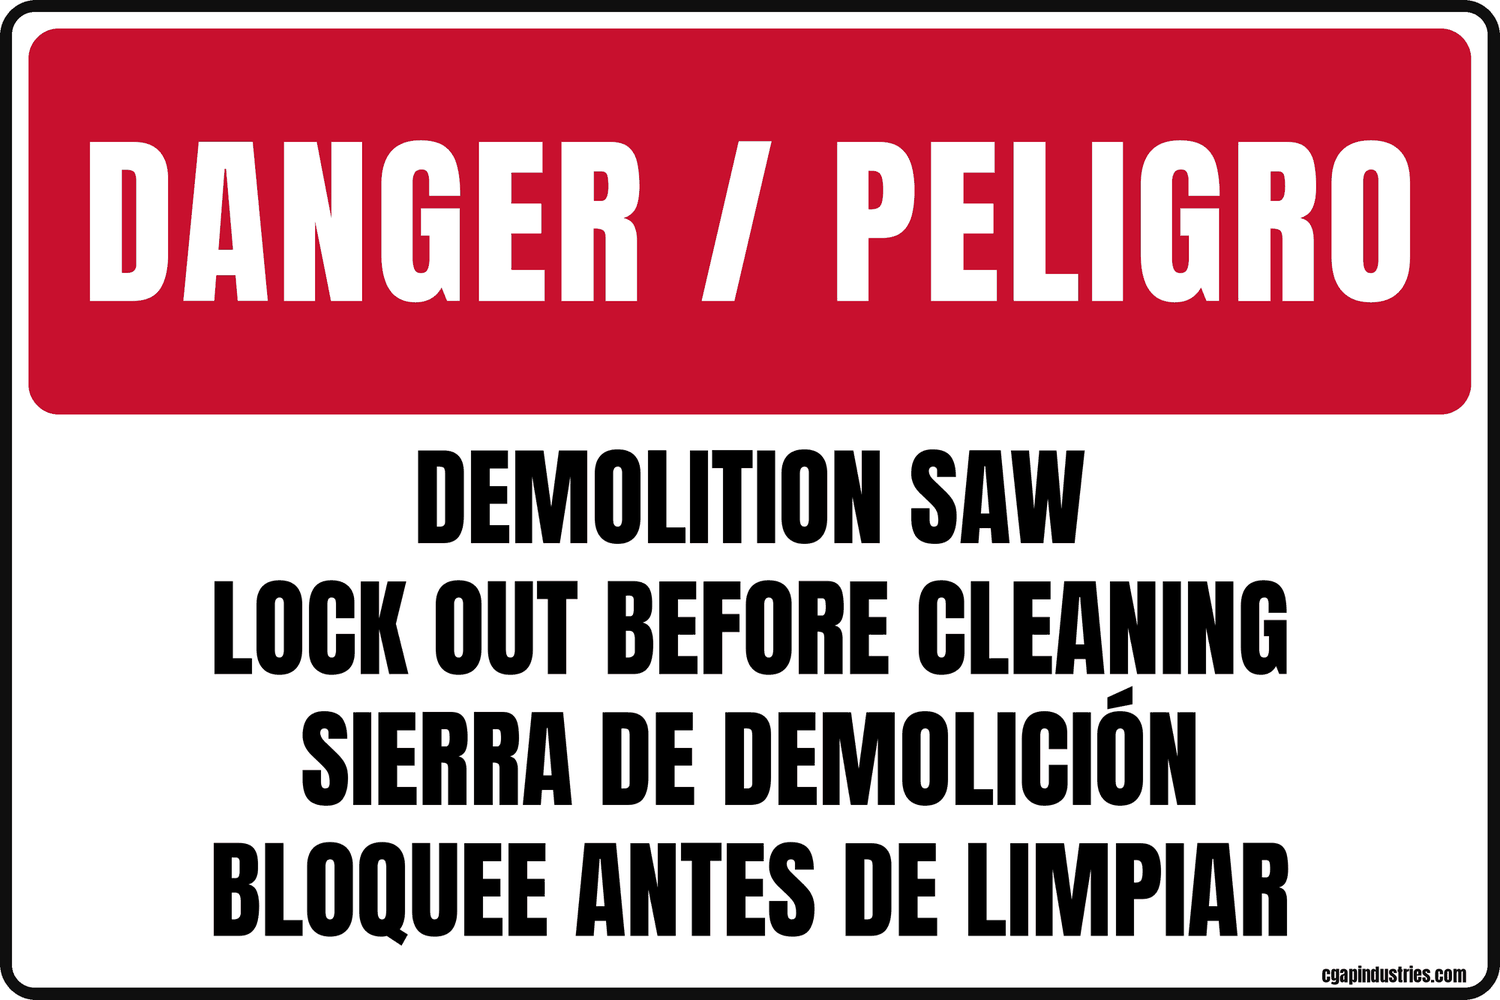 DANGER / PELIGRO
DEMOLITION SAW
LOCK OUT BEFORE CLEANING
SIERRA DE DEMOLICIÓN
BLOQUEE ANTES DE LIMPIAR
cgapindustries.com